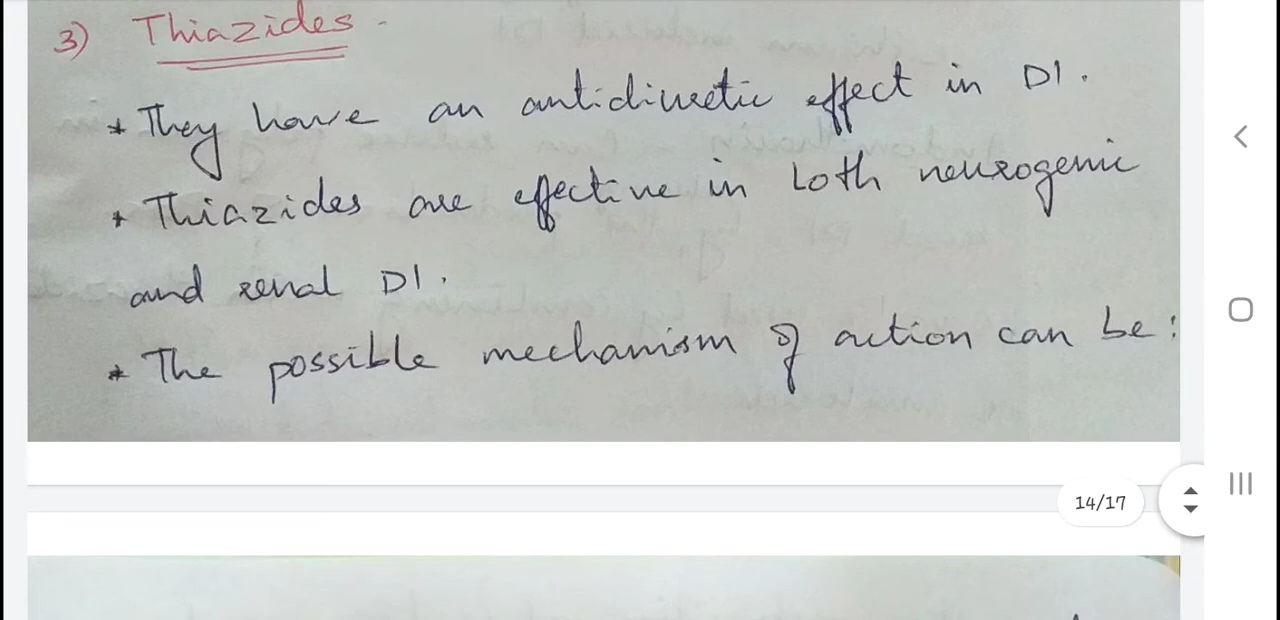 3) Thiazides.
* They have an antidiuretic effect in DI.
* Thiazides are effective in both neurogenic
and renal DI.
* The possible mechanism of action can be:
14/17